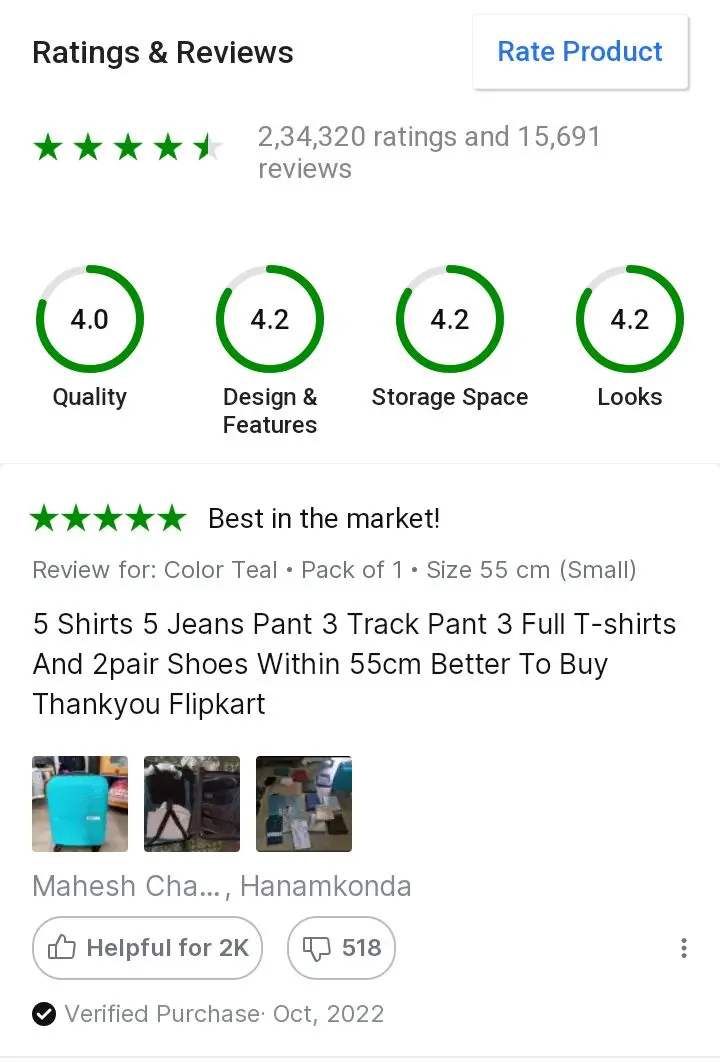 Ratings & Reviews
Rate Product
2,34,320 ratings and 15,691
reviews
4.0
4.2
4.2
4.2
Quality
Design &
Features
Storage Space
Looks
Best in the market!
Review for: Color Teal • Pack of 1 • Size 55 cm (Small)
5 Shirts 5 Jeans Pant 3 Track Pant 3 Full T-shirts
And 2pair Shoes Within 55cm Better To Buy
Thankyou Flipkart
Mahesh Cha..., Hanamkonda
Helpful for 2K
518
Verified Purchase· Oct, 2022